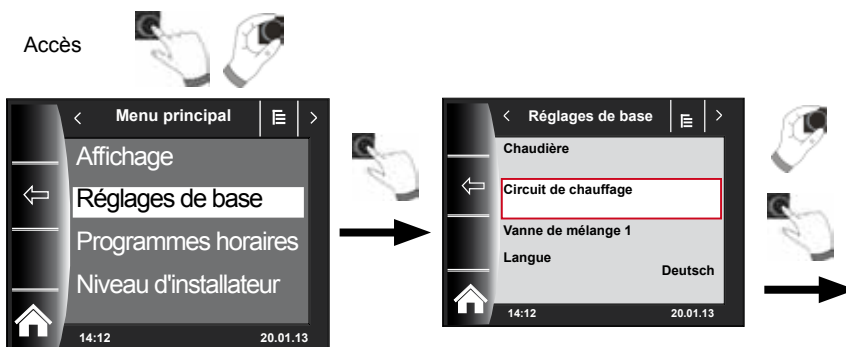 Accès
Menu principal
Affichage
Réglages de base
Programmes horaires
Niveau d'installateur
14:12 20.01.13
Réglages de base
Chaudière
Circuit de chauffage
Vanne de mélange 1
Langue
Deutsch
14:12 20.01.13